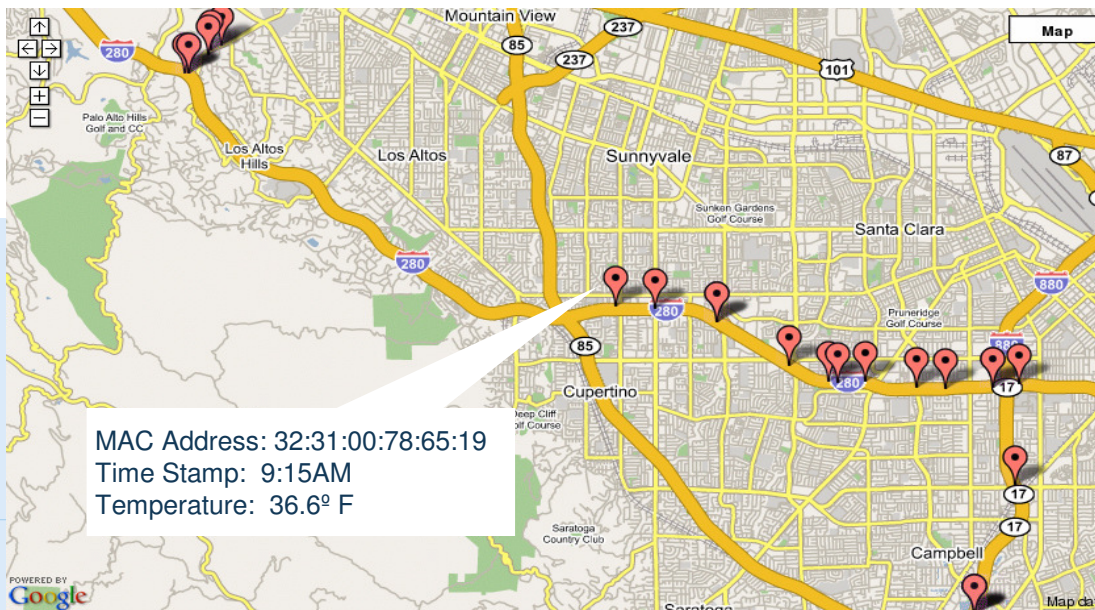 Mountain View
237
Map
280
85
237
101
Palo Alto Hills
Golf and CC
Los Altos
Hills
Los Altos
Sunnyvale
87
Sunken Gardens
Golf Course
Santa Clara
280
880
280
Pruneridge
Golf Course
85
880
280
17
Cupertino
Deep Cliff
Golf Course
MAC Address: 32:31:00:78:65:19
Time Stamp: 9:15AM
Temperature: 36.6º F
17
Saratoga
Country Club
17
Campbell
POWERED BY
Google
Saratoga
Map da